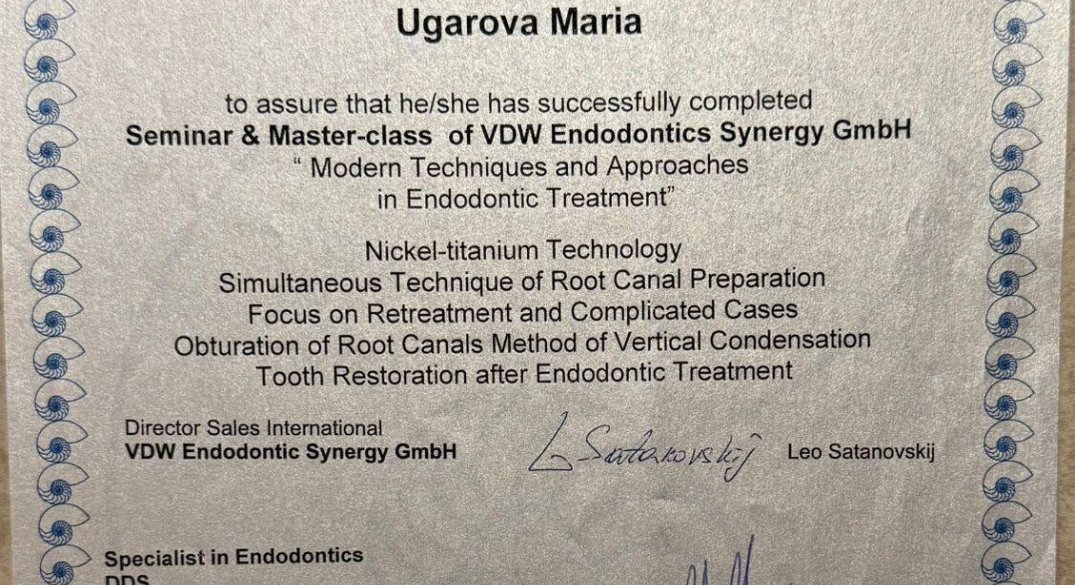 Ugarova Maria
to assure that he/she has successfully completed
Seminar & Master-class of VDW Endodontics Synergy GmbH
“ Modern Techniques and Approaches
in Endodontic Treatment”
Nickel-titanium Technology
Simultaneous Technique of Root Canal Preparation
Focus on Retreatment and Complicated Cases
Obturation of Root Canals Method of Vertical Condensation
Tooth Restoration after Endodontic Treatment
Director Sales International
VDW Endodontic Synergy GmbH
L Satanovskij
Leo Satanovskij
Specialist in Endodontics
DDS